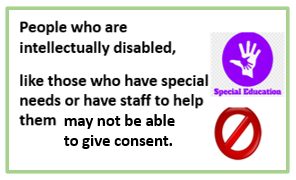 People who are
intellectually disabled,
like those who have special
needs or have staff to help
them may not be able
to give consent.
Special Education